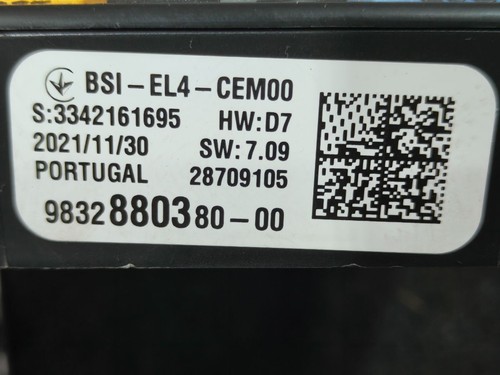 BSI-EL4-CEM00
S:3342161695 HW:D7
2021/11/30 SW:7.09
PORTUGAL 28709105
9832880380-00